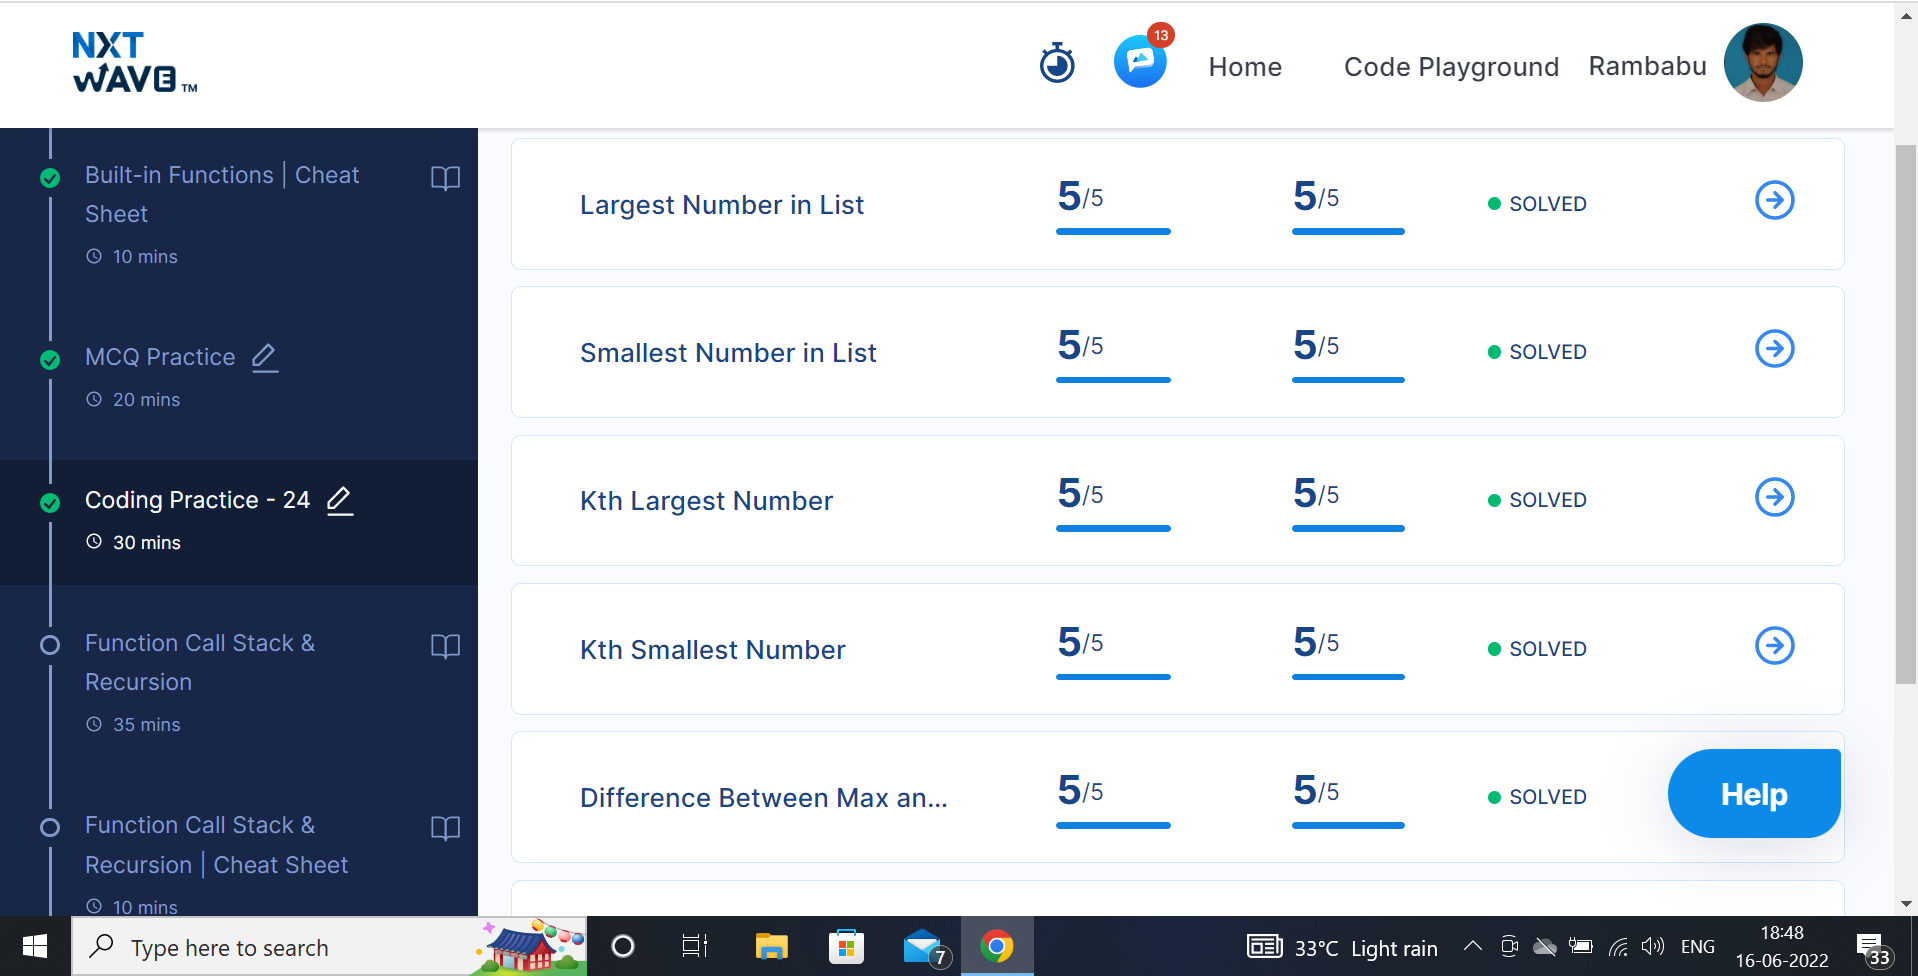 NXT
WAVE™
13
Home
Code Playground
Rambabu
Built-in Functions | Cheat
Sheet
10 mins
MCQ Practice
20 mins
Coding Practice - 24
30 mins
Function Call Stack &
Recursion
35 mins
Function Call Stack &
Recursion | Cheat Sheet
10 mins
Largest Number in List 5/5 5/5 SOLVED
Smallest Number in List 5/5 5/5 SOLVED
Kth Largest Number 5/5 5/5 SOLVED
Kth Smallest Number 5/5 5/5 SOLVED
Difference Between Max an... 5/5 5/5 SOLVED
Help
Type here to search
7
33°C Light rain
ENG
18:48
16-06-2022
33